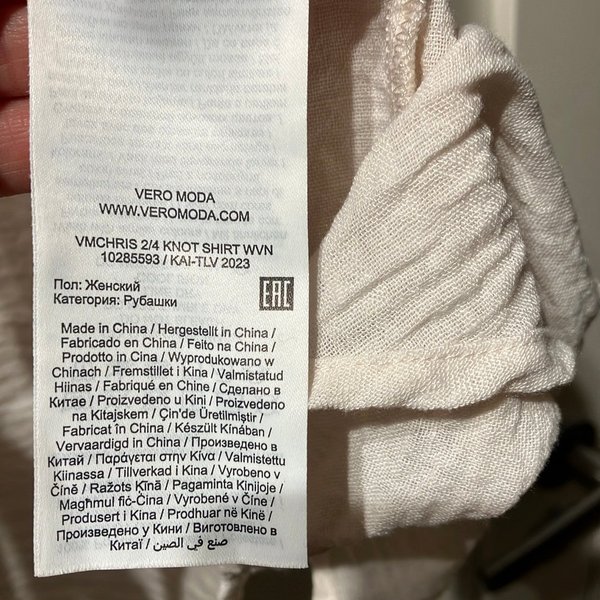 VERO MODA
WWW.VEROMODA.COM
VMCHRIS 2/4 KNOT SHIRT WVN
10285593 / KAI-TLV 2023
Пол: Женский
Категория: Рубашки
EAC
Made in China / Hergestellt in China /
Fabricado en China / Feito na China /
Prodotto in Cina / Wyprodukowano w
Chinach / Fremstillet i Kina / Valmistatud
Hiinas / Fabriqué en Chine / Сделано в
Китае / Proizvedeno u Kini / Proizvedeno
na Kitajskem / Çin'de Üretilmiştir /
Fabricat în China / Készült Kínában /
Vervaardigd in China / Произведено в
Китай / Παράγεται στην Κίνα / Valmistettu
Kiinassa / Tillverkad i Kina / Vyrobeno v
Číně / Ražots Ķīnā / Pagaminta Kinijoje /
Magħmul fiċ-Ċina / Vyrobené v Číne /
Produsert i Kina / Prodhuar në Kinë /
Произведено у Кини / Виготовлено в
Китаї / صنع في الصين